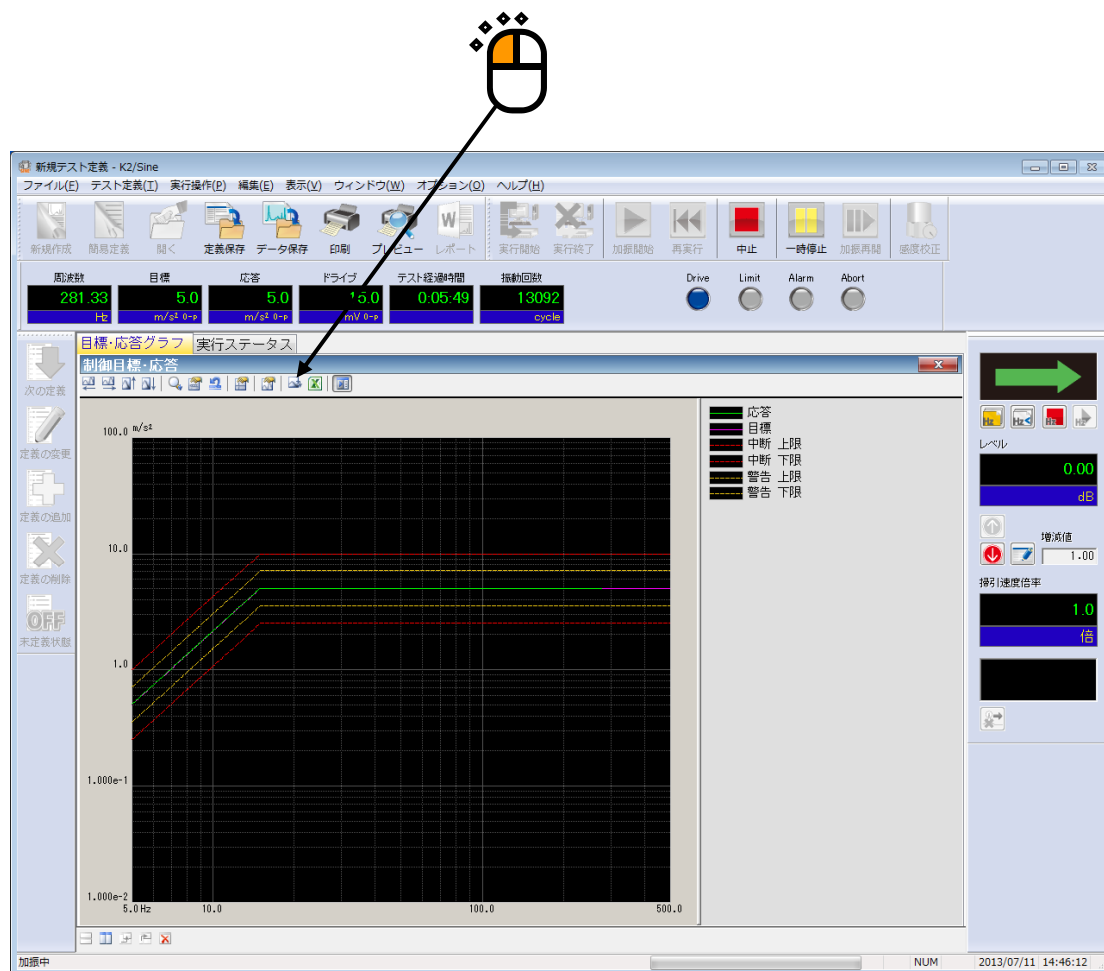 新規テスト定義 - K2/Sine
ファイル(F) テスト定義(T) 実行操作(P) 編集(E) 表示(V) ウィンドウ(W) オプション(O) ヘルプ(H)
新規作成 簡易定義 開く 定義保存 データ保存 印刷 プレビュー レポート 実行開始 実行終了 加振開始 再実行 中止 一時停止 加振再開 感度校正
周波数 目標 応答 ドライブ テスト経過時間 振動回数 Drive Limit Alarm Abort
281.33 5.0 5.0 15.0 0:05:49 13092
Hz m/s² 0-p m/s² 0-p mV 0-p cycle
目標・応答グラフ 実行ステータス
制御目標・応答
次の定義
定義の変更
定義の追加
定義の削除
OFF
未定義状態
100.0 m/s²
10.0
1.0
1.000e-1
1.000e-2
5.0 Hz 10.0 100.0 500.0
応答
目標
中断 上限
中断 下限
警告 上限
警告 下限
Hz Hz Hz Hz
レベル
0.00
dB
増減値
1.00
掃引速度倍率
1.0
倍
加振中 NUM 2013/07/11 14:46:12